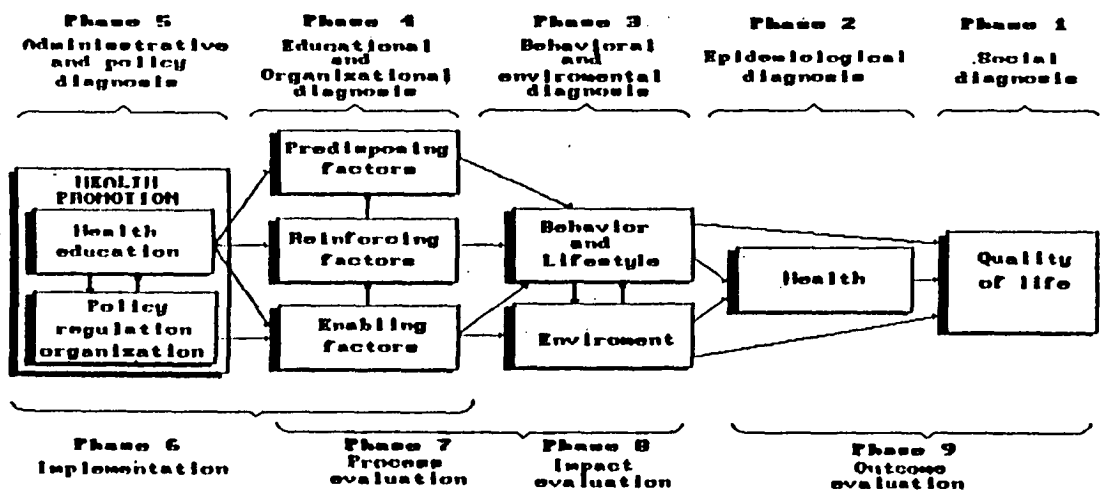 Phase 5
Administrative
and policy
diagnosis
Phase 4
Educational
and
Organizational
diagnosis
Phase 3
Behavioral
and
enviromental
diagnosis
Phase 2
Epidemiological
diagnosis
Phase 1
Social
diagnosis
HEALTH
PROMOTION
Health
education
Policy
regulation
organization
Predisposing
factors
Reinforcing
factors
Enabling
factors
Behavior
and
Lifestyle
Enviroment
Health
Quality
of life
Phase 6
Implementation
Phase 7
Process
evaluation
Phase 8
Impact
evaluation
Phase 9
Outcome
evaluation